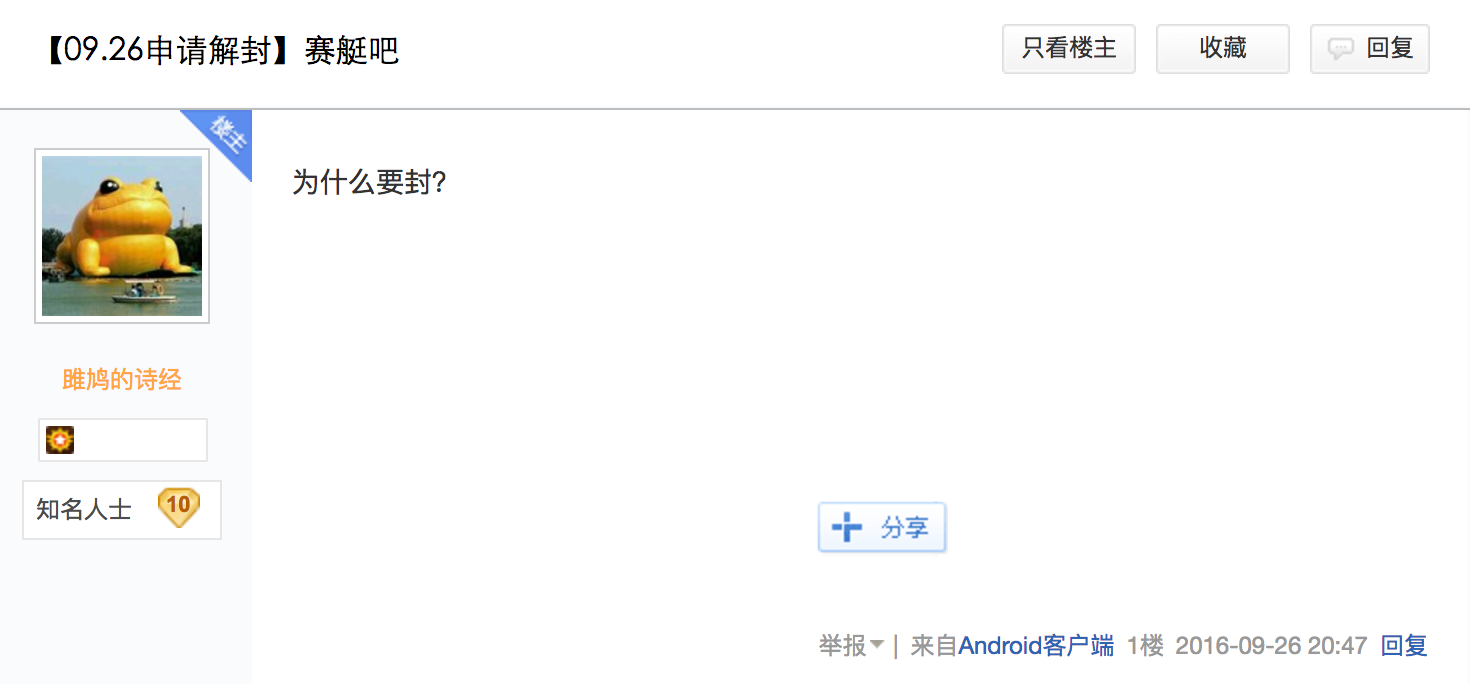 【09.26申请解封】赛艇吧
只看楼主
收藏
回复
楼主
为什么要封?
雎鸠的诗经
知名人士 10
分享
举报 | 来自Android客户端 1楼 2016-09-26 20:47 回复